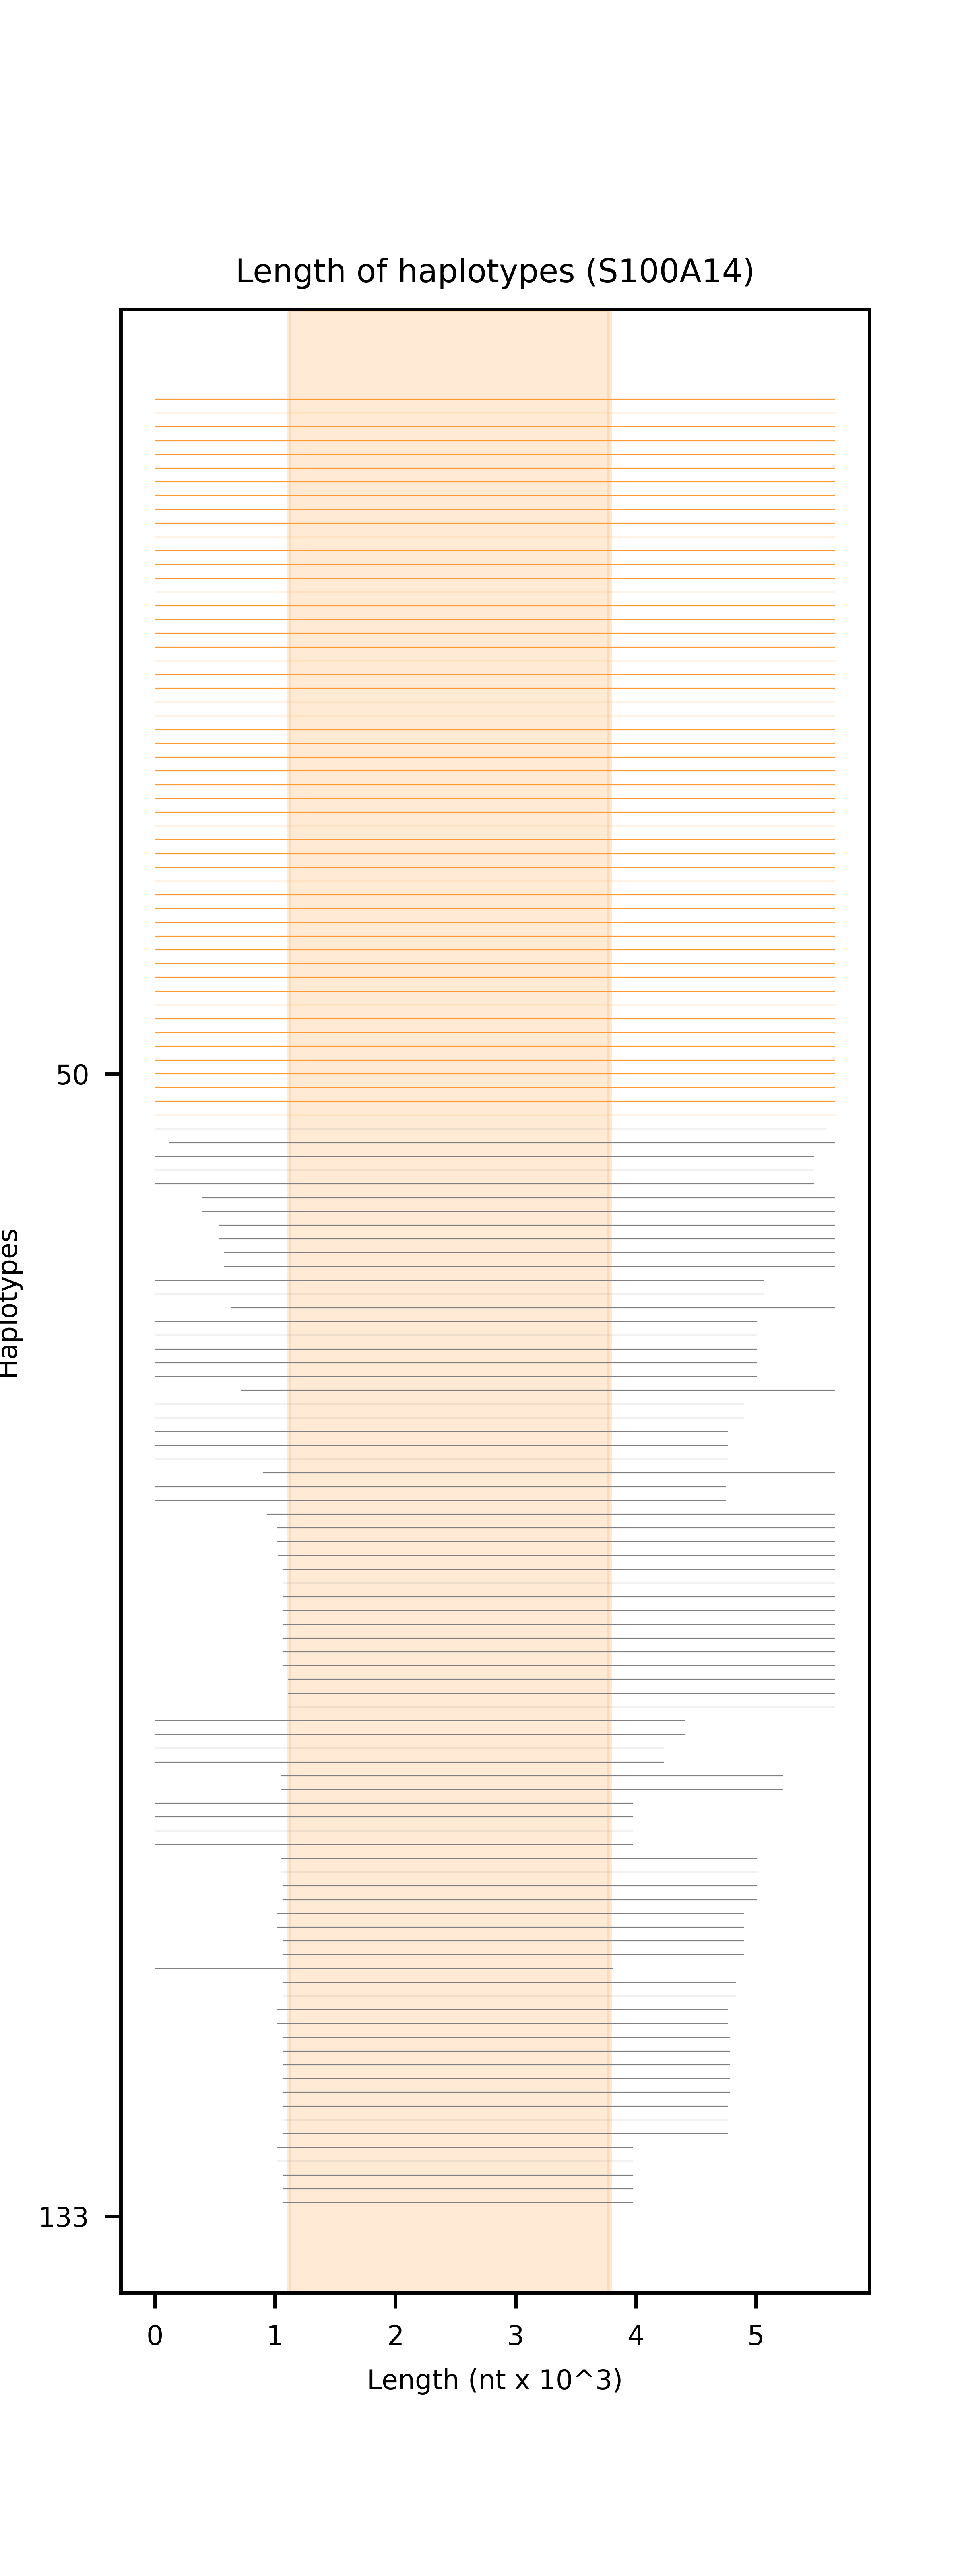 Length of haplotypes (S100A14)
50
Haplotypes
133
0 1 2 3 4 5
Length (nt x 10^3)